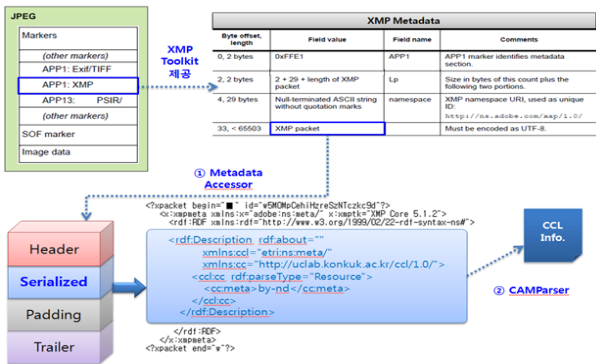 JPEG
Markers
(other markers)
APP1: Exif/TIFF
APP1: XMP
APP13: PSIR/
(other markers)
SOF marker
Image data
XMP
Toolkit
제공
XMP Metadata
Byte offset, length
Field value
Field name
Comments
0, 2 bytes
0xFFE1
APP1
APP1 marker identifies metadata section.
2, 2 bytes
2 + 29 + length of XMP packet
Lp
Size in bytes of this count plus the following two portions.
4, 29 bytes
Null-terminated ASCII string without quotation marks
namespace
XMP namespace URI, used as unique ID:
http://ns.adobe.com/xap/1.0/
33, < 65503
XMP packet
Must be encoded as UTF-8.
① Metadata
Accessor
<?xpacket begin="■" id="W5M0MpCehiHzreSzNTczkc9d"?>
<x:xmpmeta xmlns:x="adobe:ns:meta/" x:xmptk="XMP Core 5.1.2">
<rdf:RDF xmlns:rdf="http://www.w3.org/1999/02/22-rdf-syntax-ns#">
<rdf:Description rdf:about=""
xmlns:ccl="etri:ns:meta/"
xmlns:cc="http://uclab.konkuk.ac.kr/ccl/1.0/">
<ccl:cc rdf:parseType="Resource">
<cc:meta>by-nd</cc:meta>
</ccl:cc>
</rdf:Description>
</rdf:RDF>
</x:xmpmeta>
<?xpacket end="w"?>
Header
Serialized
Padding
Trailer
CCL
Info.
② CAMParser